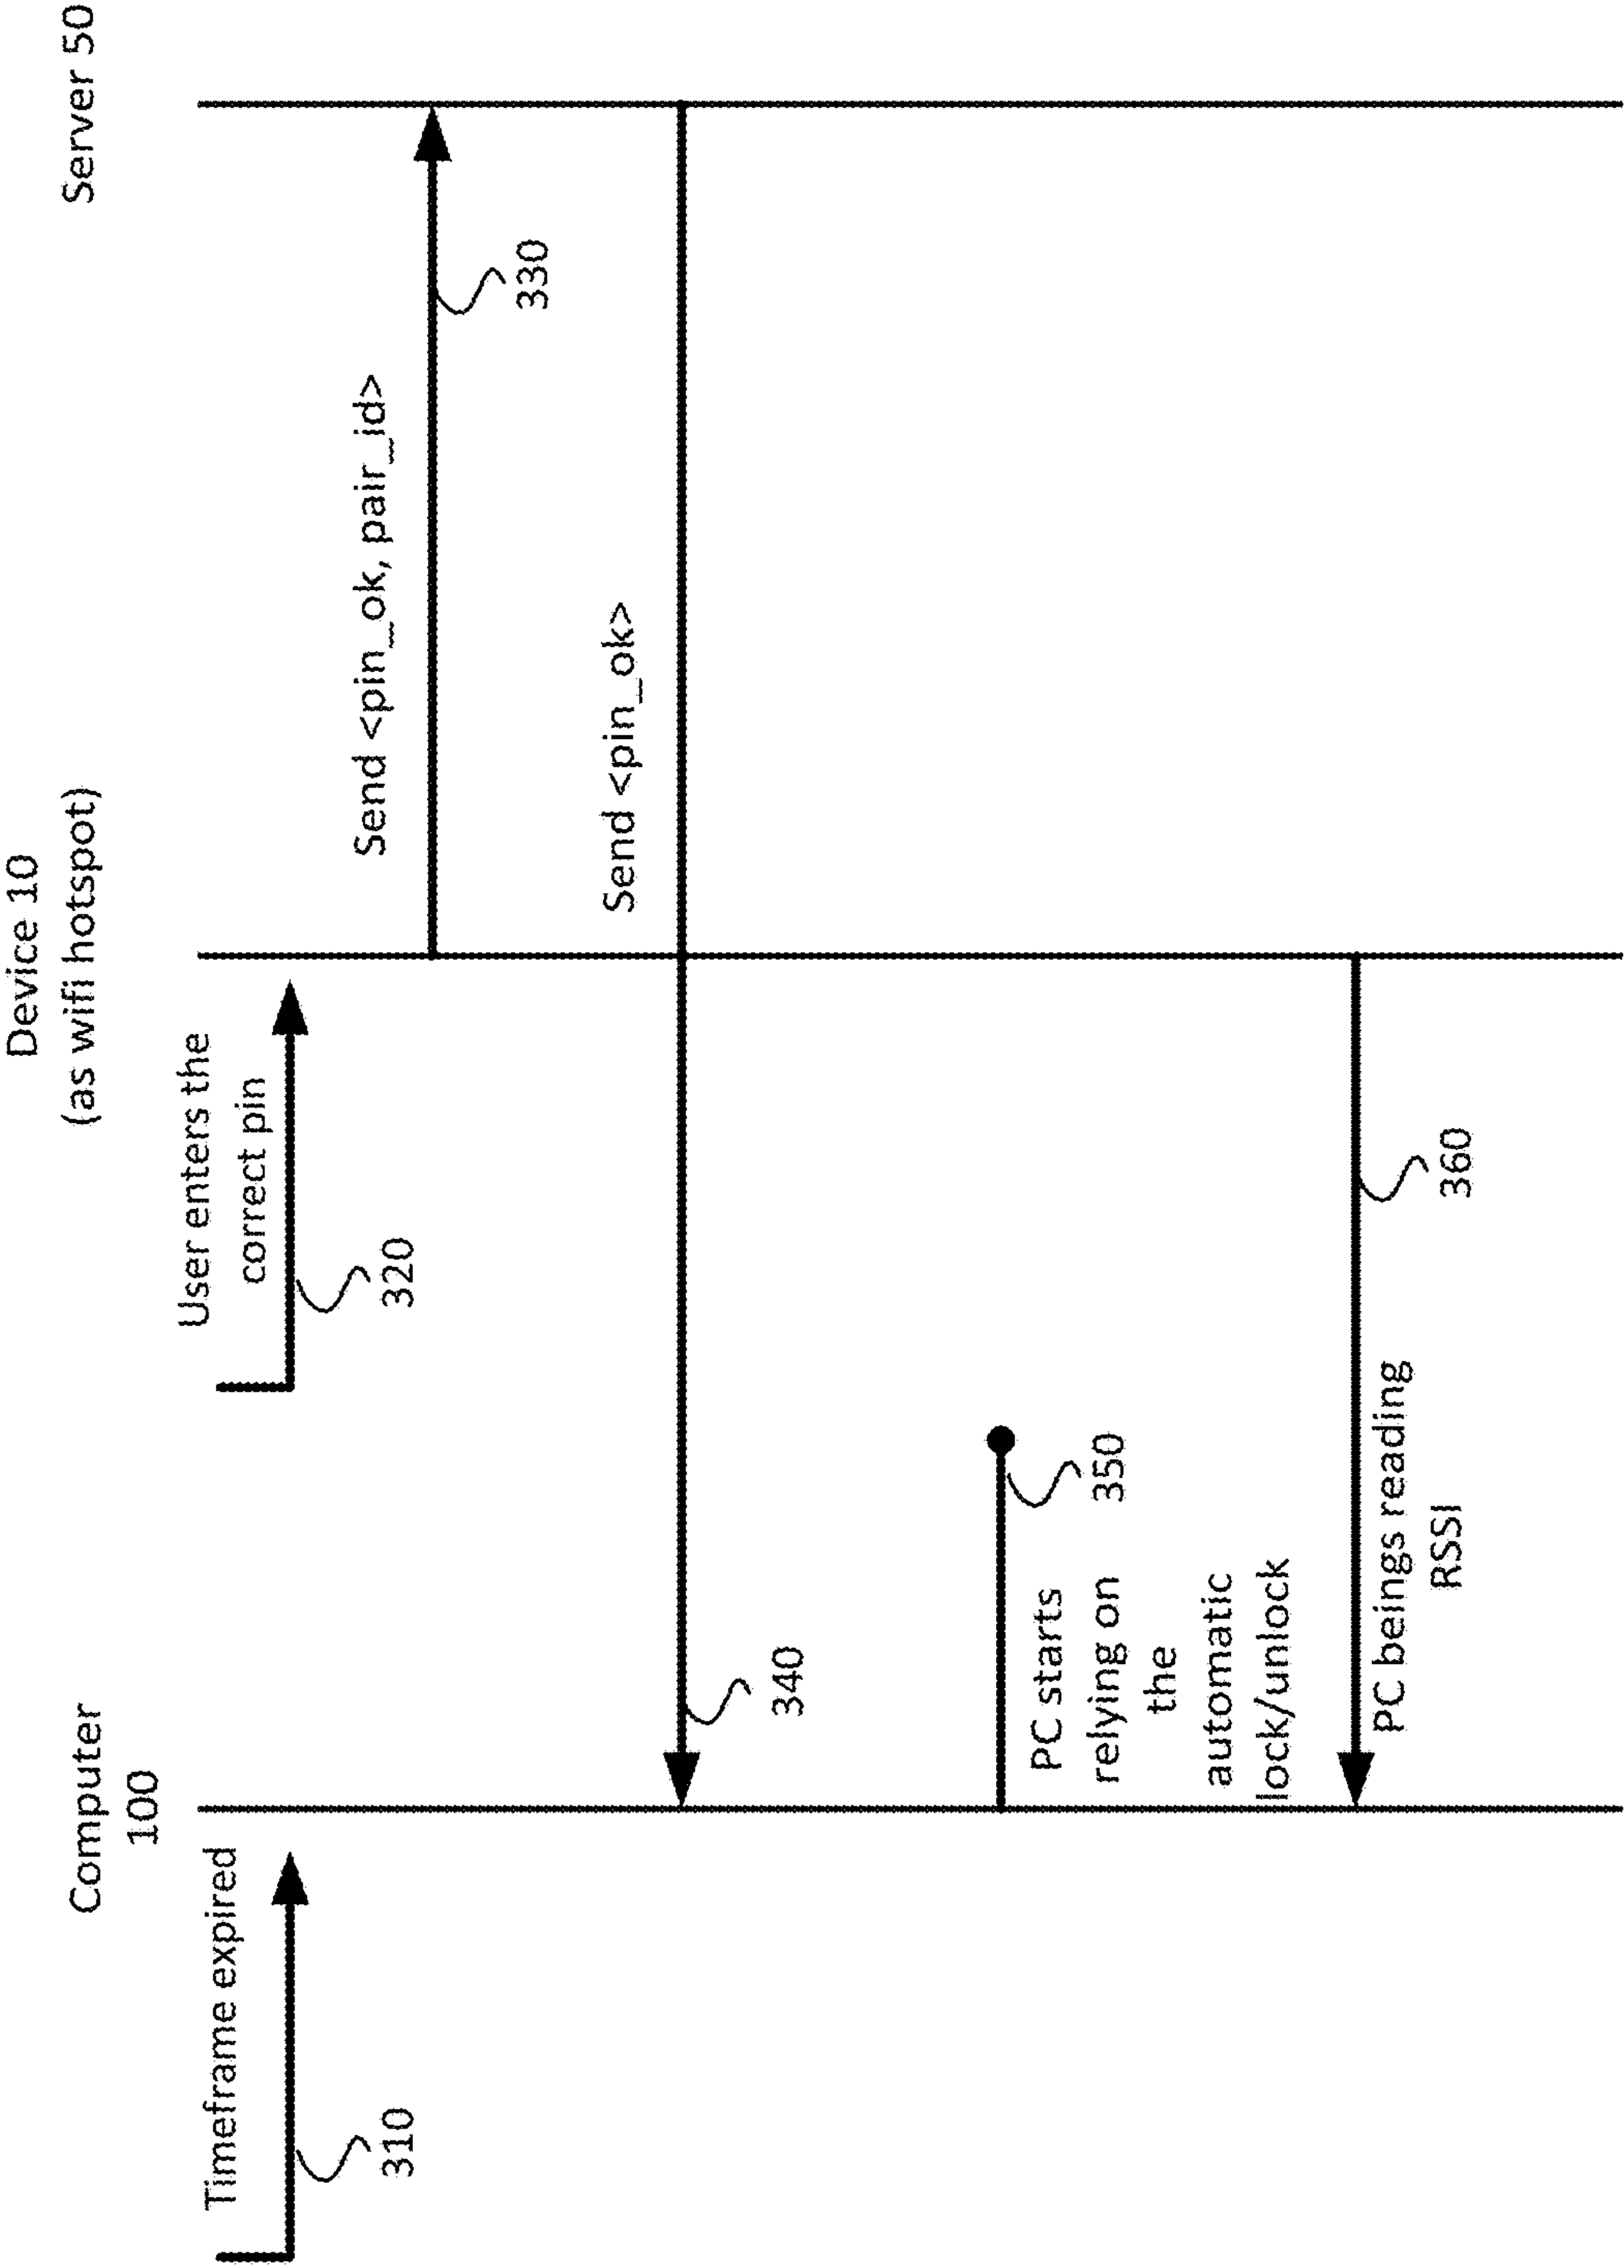 Computer
100
Device 10
(as wifi hotspot)
Server 50
Timeframe expired
310
User enters the
correct pin
320
Send <pin_ok, pair_id>
330
Send <pin_ok>
340
350
PC starts
relying on
the
automatic
lock/unlock
360
PC beings reading
RSSI